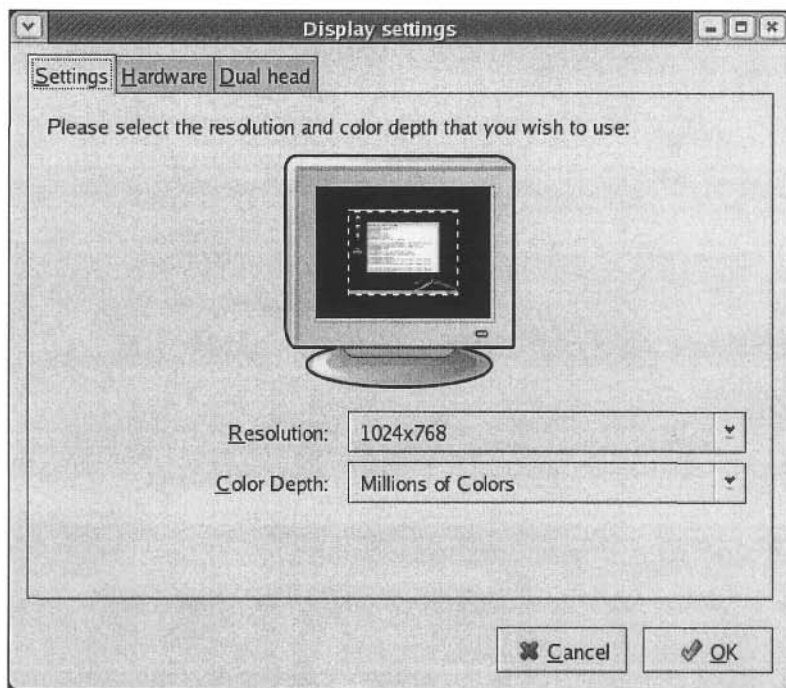 Display settings
Settings Hardware Dual head
Please select the resolution and color depth that you wish to use:
Resolution: 1024x768
Color Depth: Millions of Colors
Cancel OK